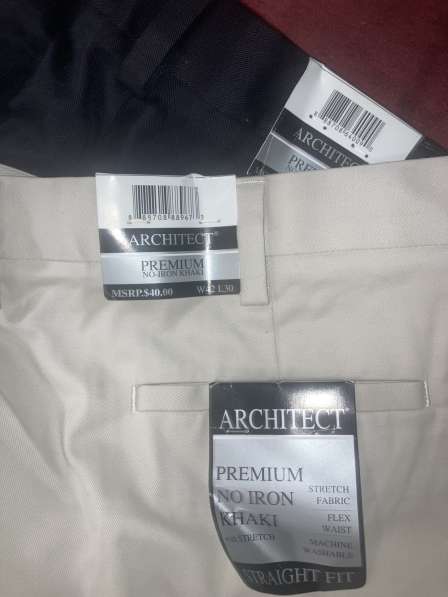 ARCHITECT®
PREMIUM
ARCHITECT®
PREMIUM
NO-IRON KHAKI
MSRP.$40.00 W42 L30
ARCHITECT®
PREMIUM
NO IRON
KHAKI
STRETCH
FABRIC
FLEX
WAIST
MACHINE
WASHABLE
STRAIGHT FIT